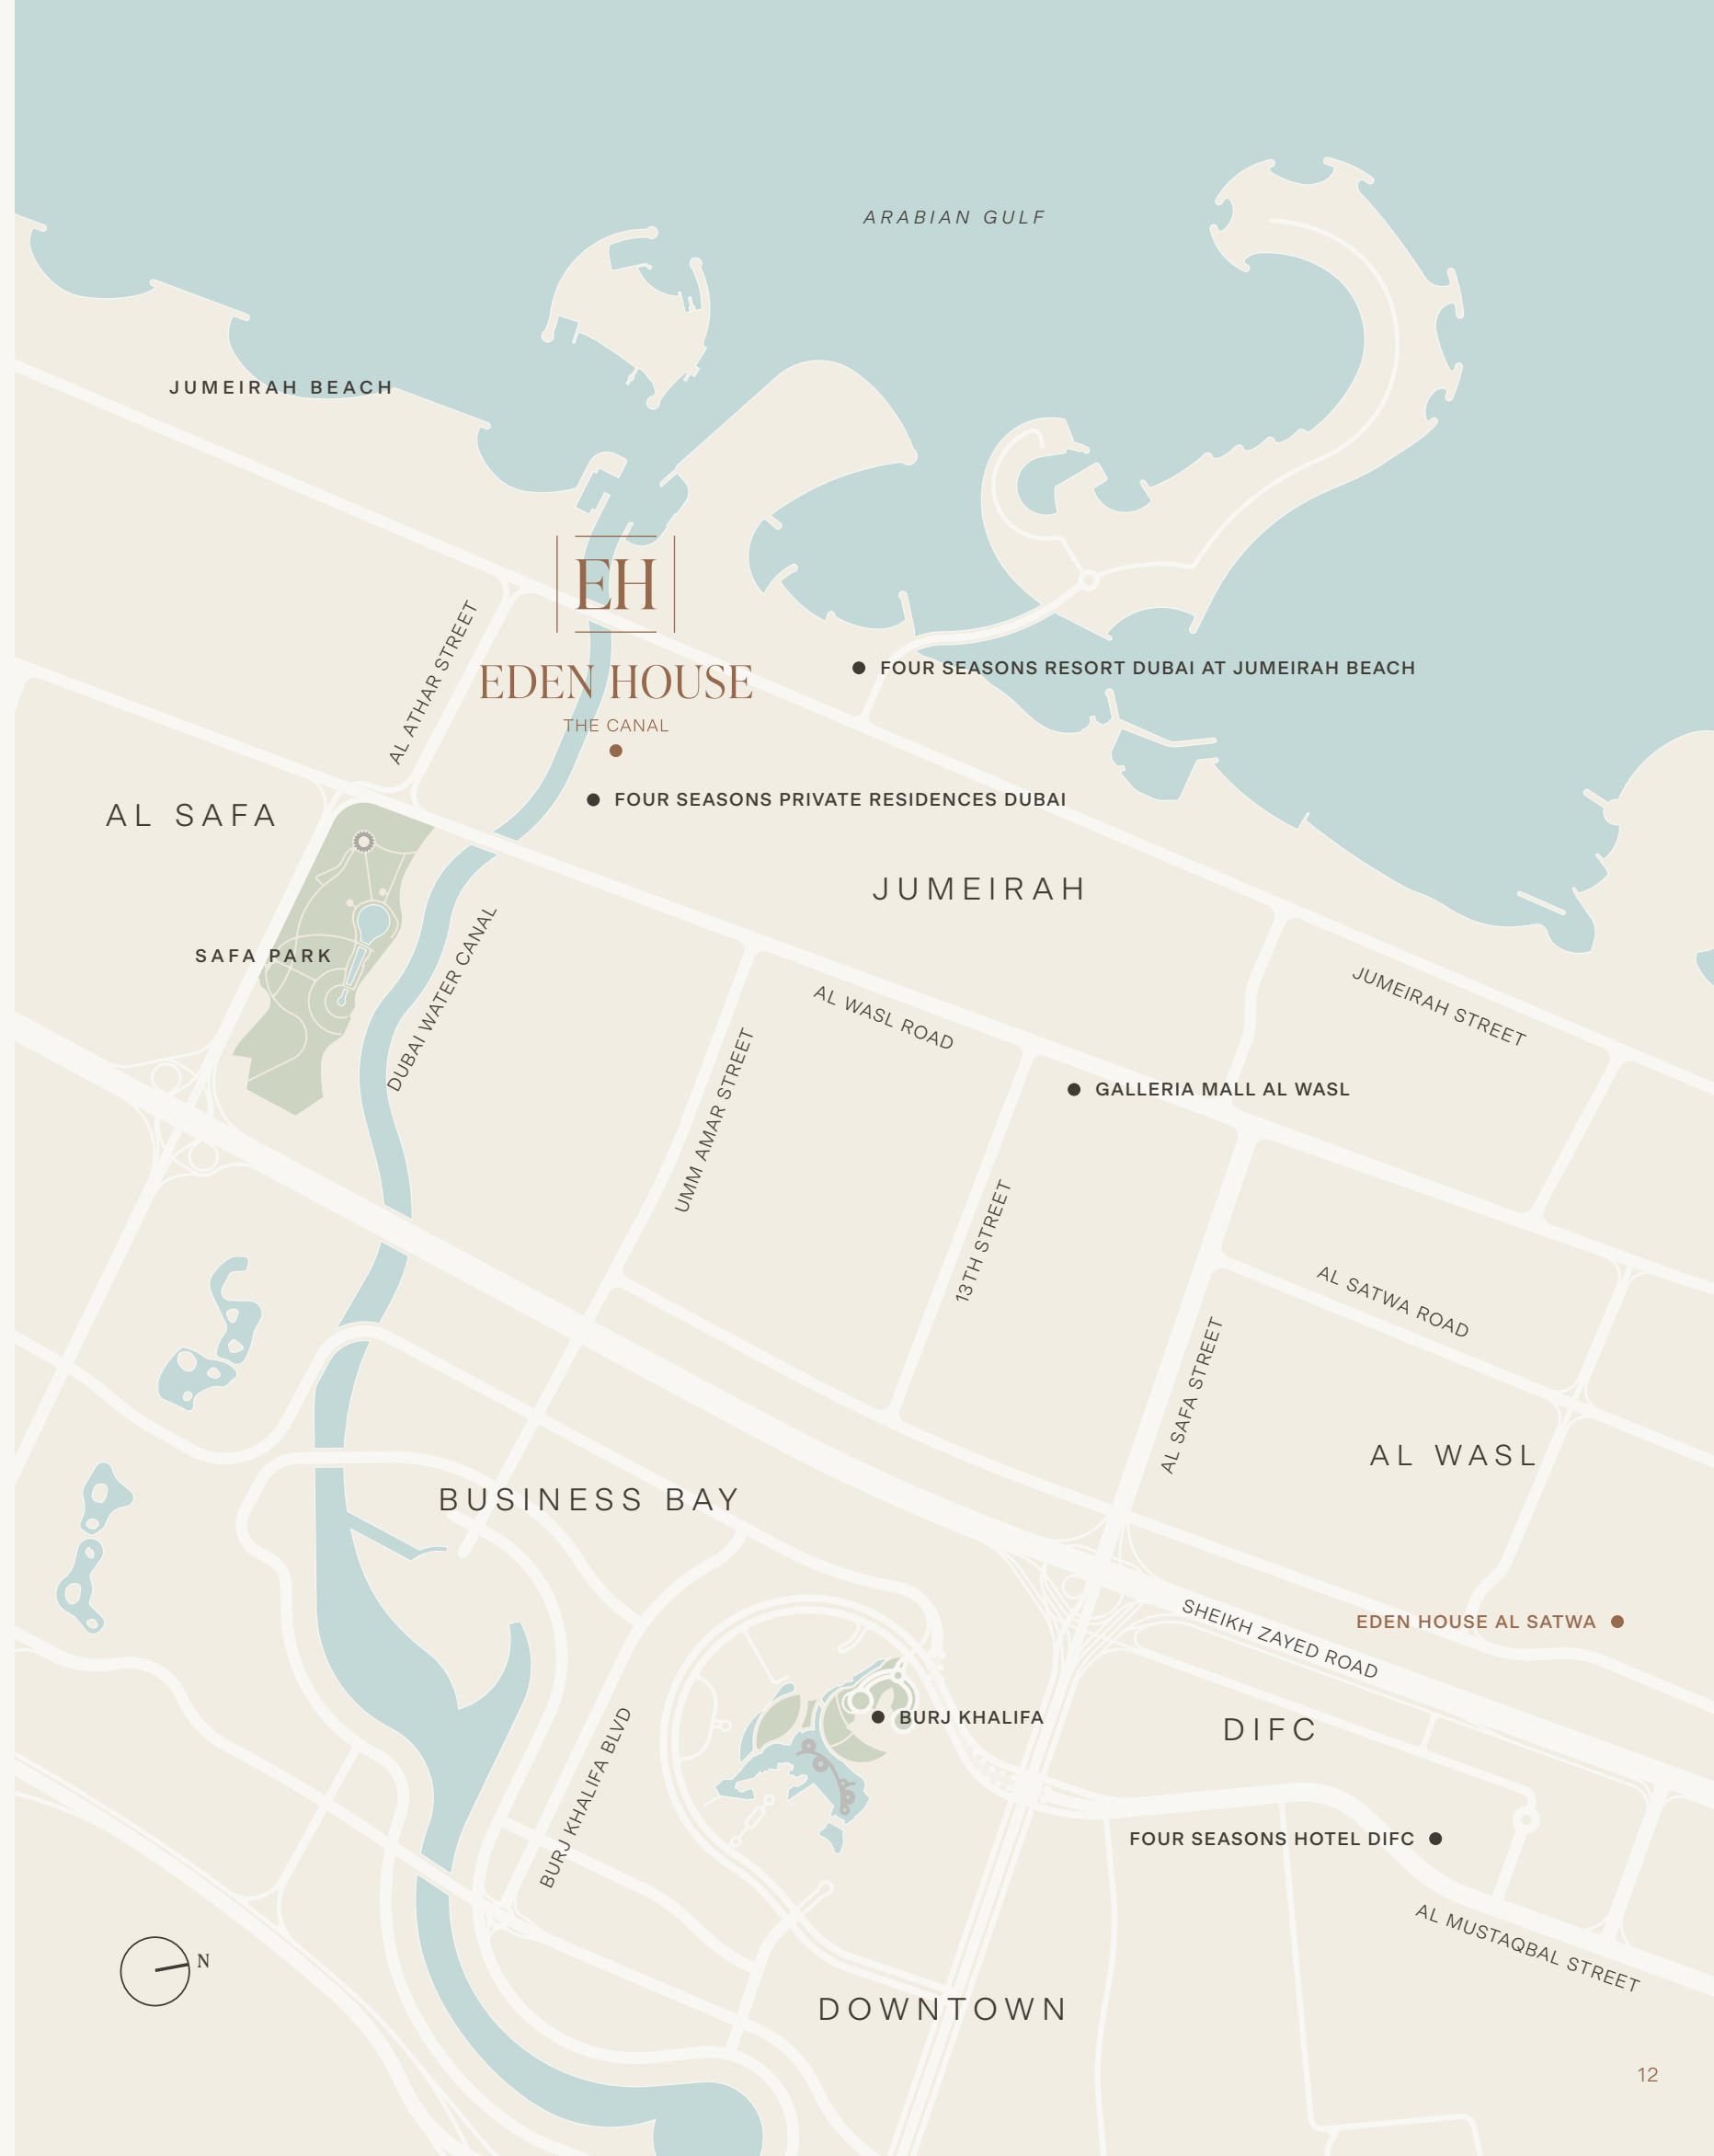 ARABIAN GULF
JUMEIRAH BEACH
EH
EDEN HOUSE
THE CANAL
AL ATHAR STREET
FOUR SEASONS RESORT DUBAI AT JUMEIRAH BEACH
FOUR SEASONS PRIVATE RESIDENCES DUBAI
AL SAFA
JUMEIRAH
SAFA PARK
DUBAI WATER CANAL
AL WASL ROAD
JUMEIRAH STREET
UMM AMAR STREET
GALLERIA MALL AL WASL
13TH STREET
AL SATWA ROAD
AL SAFA STREET
AL WASL
BUSINESS BAY
SHEIKH ZAYED ROAD
EDEN HOUSE AL SATWA
BURJ KHALIFA
DIFC
BURJ KHALIFA BLVD
FOUR SEASONS HOTEL DIFC
AL MUSTAQBAL STREET
N
DOWNTOWN
12